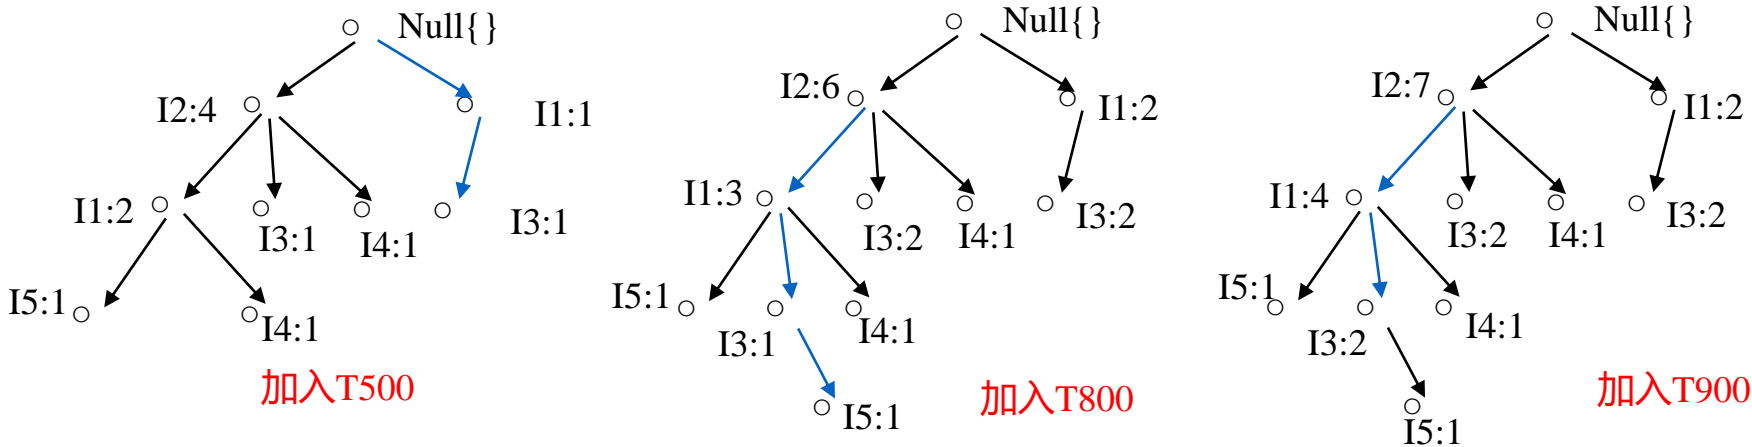 Null{}
I2:4
I1:1
I1:2
I3:1
I4:1
I3:1
I5:1
I4:1
加入T500
Null{}
I2:6
I1:2
I1:3
I3:2
I4:1
I3:2
I5:1
I3:1
I4:1
I5:1
加入T800
Null{}
I2:7
I1:2
I1:4
I3:2
I4:1
I3:2
I5:1
I3:2
I4:1
I5:1
加入T900